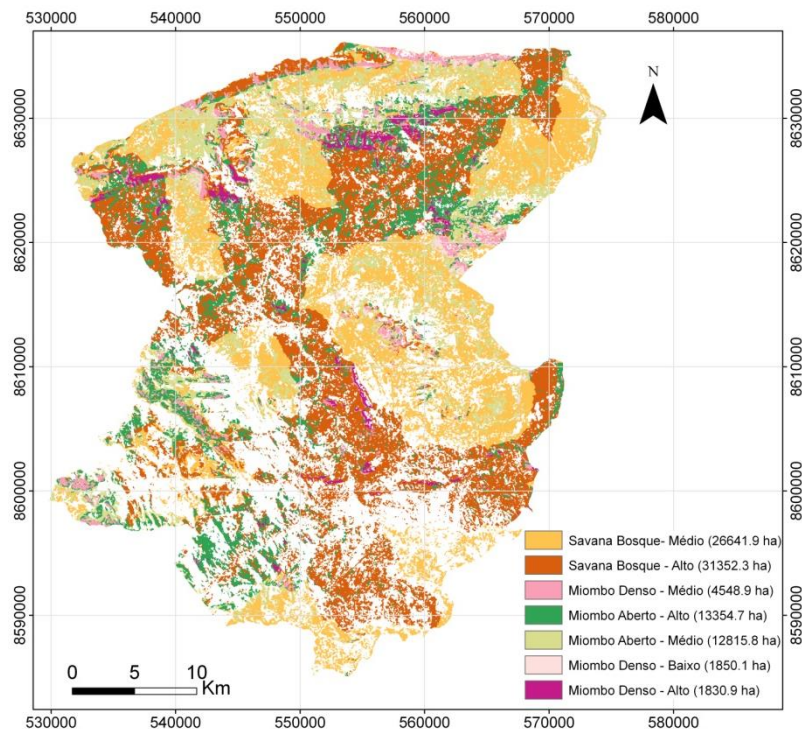 530000 540000 550000 560000 570000 580000
N
8630000 8630000
8620000 8620000
8610000 8610000
8600000 8600000
8590000 8590000
Savana Bosque- Médio (26641.9 ha)
Savana Bosque - Alto (31352.3 ha)
Miombo Denso - Médio (4548.9 ha)
Miombo Aberto - Alto (13354.7 ha)
Miombo Aberto - Médio (12815.8 ha)
Miombo Denso - Baixo (1850.1 ha)
Miombo Denso - Alto (1830.9 ha)
0 5 10
Km
530000 540000 550000 560000 570000 580000